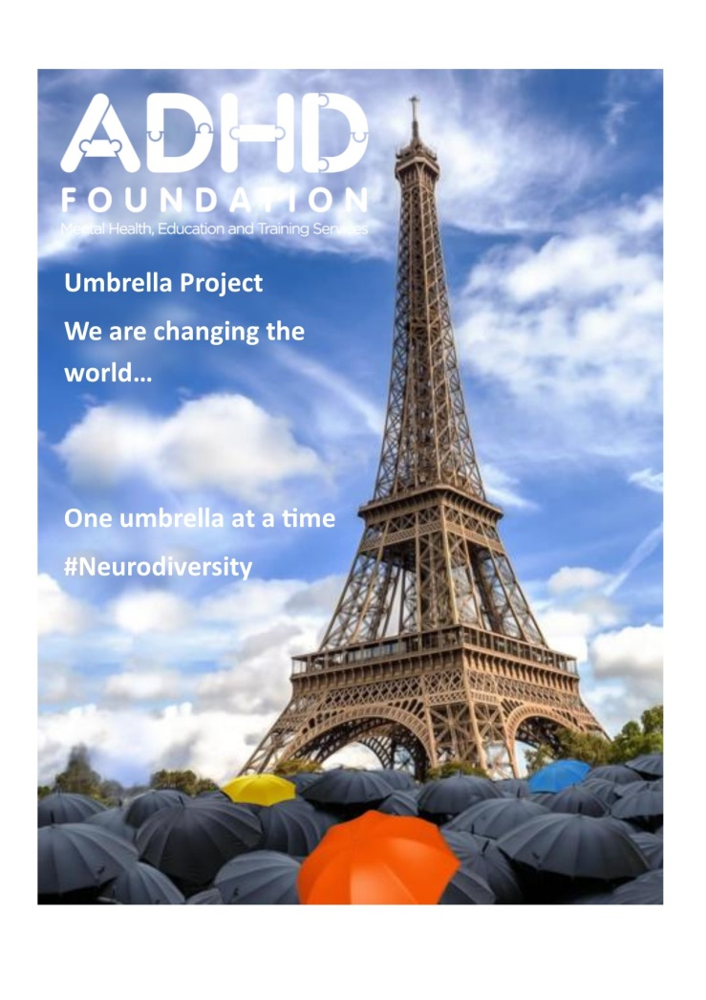 ADHD
FOUNDATION
Mental Health, Education and Training Services
Umbrella Project
We are changing the
world...
One umbrella at a time
#Neurodiversity